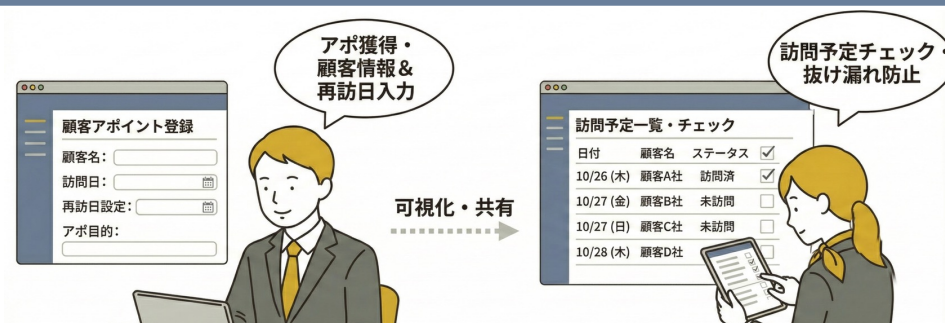 アポ獲得・
顧客情報＆
再訪日入力
顧客アポイント登録
顧客名：
訪問日：
再訪日設定：
アポ目的：
可視化・共有
訪問予定チェック・
抜け漏れ防止
訪問予定一覧・チェック
日付 顧客名 ステータス
10/26 (木) 顧客A社 訪問済
10/27 (金) 顧客B社 未訪問
10/27 (日) 顧客C社 未訪問
10/28 (木) 顧客D社